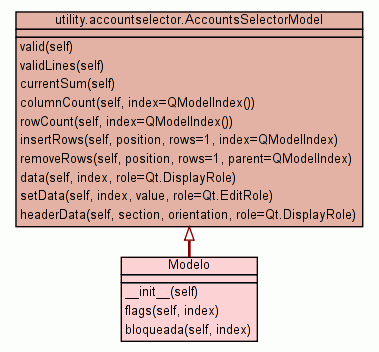 utility.accountselector.AccountsSelectorModel
valid(self)
validLines(self)
currentSum(self)
columnCount(self, index=QModelIndex())
rowCount(self, index=QModelIndex())
insertRows(self, position, rows=1, index=QModelIndex)
removeRows(self, position, rows=1, parent=QModelIndex)
data(self, index, role=Qt.DisplayRole)
setData(self, index, value, role=Qt.EditRole)
headerData(self, section, orientation, role=Qt.DisplayRole)
Modelo
__init__(self)
flags(self, index)
bloqueada(self, index)